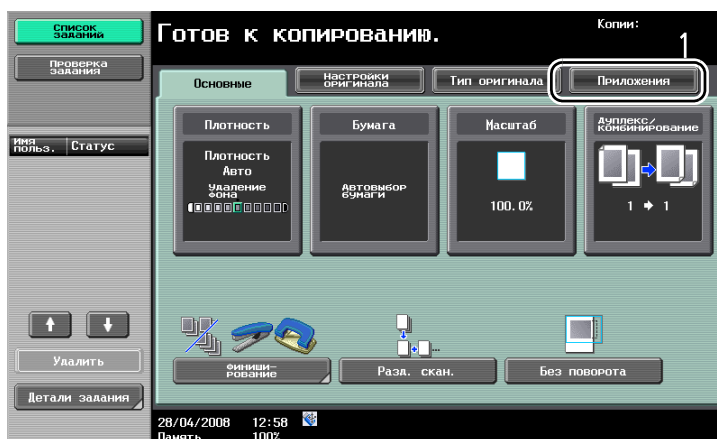 Список
заданий
Готов к копированию.
Копии:
1
Проверка
задания
Основные
Настройки
оригинала
Тип оригинала
Приложения
Имя
польз.
Статус
Плотность
Бумага
Масштаб
Дуплекс/
комбинирование
Плотность
Авто
Удаление
фона
Автовыбор
бумаги
100.0%
1 → 1
Удалить
Финиши-
рование
Разд. скан.
Без поворота
Детали задания
28/04/2008 12:58
Память 100%